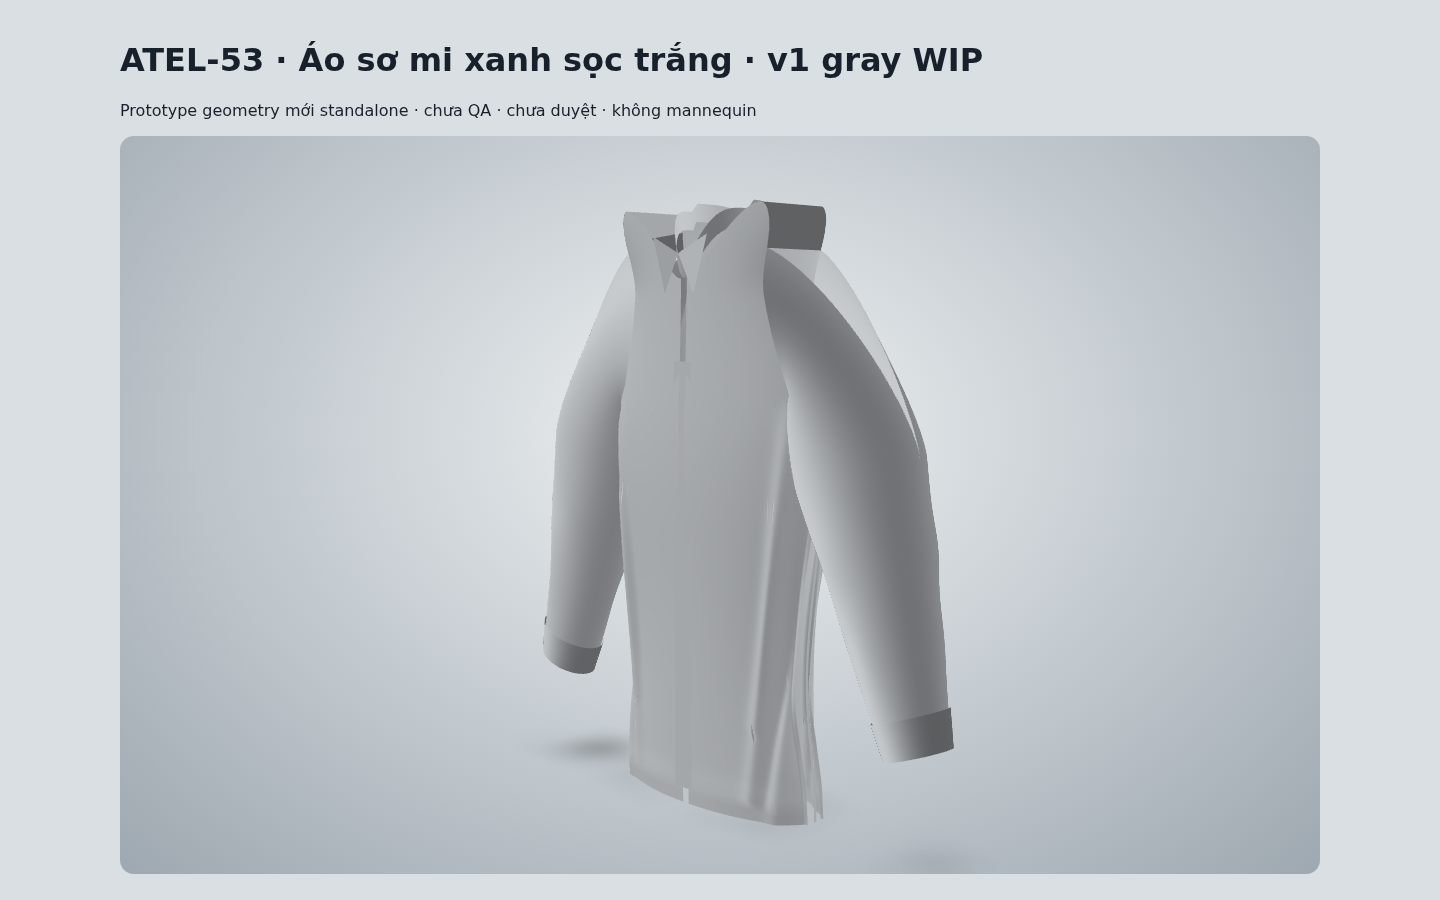 ATEL-53 · Áo sơ mi xanh sọc trắng · v1 gray WIP
Prototype geometry mới standalone · chưa QA · chưa duyệt · không mannequin